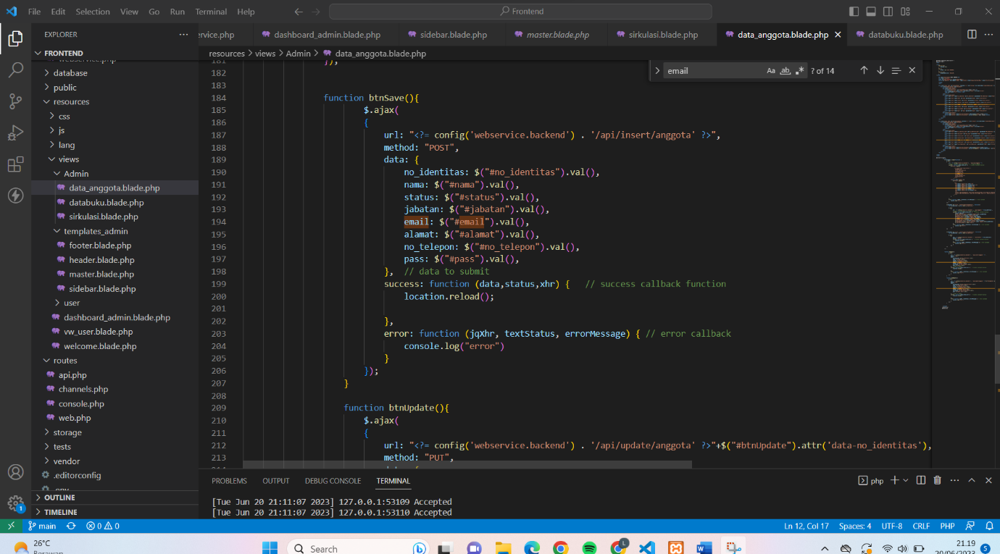 File Edit Selection View Go Run Terminal Help
Frontend
EXPLORER
ervice.php
dashboard_admin.blade.php
sidebar.blade.php
master.blade.php
sirkulasi.blade.php
data_anggota.blade.php
databuku.blade.php
FRONTEND
resources > views > Admin > data_anggota.blade.php
webservice.php
database
public
resources
css
js
lang
views
Admin
data_anggota.blade.php
databuku.blade.php
sirkulasi.blade.php
templates_admin
footer.blade.php
header.blade.php
master.blade.php
sidebar.blade.php
user
dashboard_admin.blade.php
vw_user.blade.php
welcome.blade.php
routes
api.php
channels.php
console.php
web.php
storage
tests
vendor
.editorconfig
.env
OUTLINE
TIMELINE
email Aa ab .* ? of 14
181 });
182
183
184 function btnSave(){
185 $.ajax(
186 {
187 url: "<?= config('webservice.backend') . '/api/insert/anggota' ?>",
188 method: "POST",
189 data: {
190 no_identitas: $("#no_identitas").val(),
191 nama: $("#nama").val(),
192 status: $("#status").val(),
193 jabatan: $("#jabatan").val(),
194 email: $("#email").val(),
195 alamat: $("#alamat").val(),
196 no_telepon: $("#no_telepon").val(),
197 pass: $("#pass").val(),
198 }, // data to submit
199 success: function (data,status,xhr) { // success callback function
200 location.reload();
201
202 },
203 error: function (jqXhr, textStatus, errorMessage) { // error callback
204 console.log("error")
205 }
206 });
207 }
208
209 function btnUpdate(){
210 $.ajax(
211 {
212 url: "<?= config('webservice.backend') . '/api/update/anggota' ?>"+$("#btnUpdate").attr('data-no_identitas'),
213 method: "PUT",
PROBLEMS OUTPUT DEBUG CONSOLE TERMINAL
php
[Tue Jun 20 21:11:07 2023] 127.0.0.1:53109 Accepted
[Tue Jun 20 21:11:07 2023] 127.0.0.1:53110 Accepted
1
main 0 0
Ln 12, Col 17 Spaces: 4 UTF-8 CRLF PHP
26°C
Berawan
Search
L
21.19
20/06/2023
5